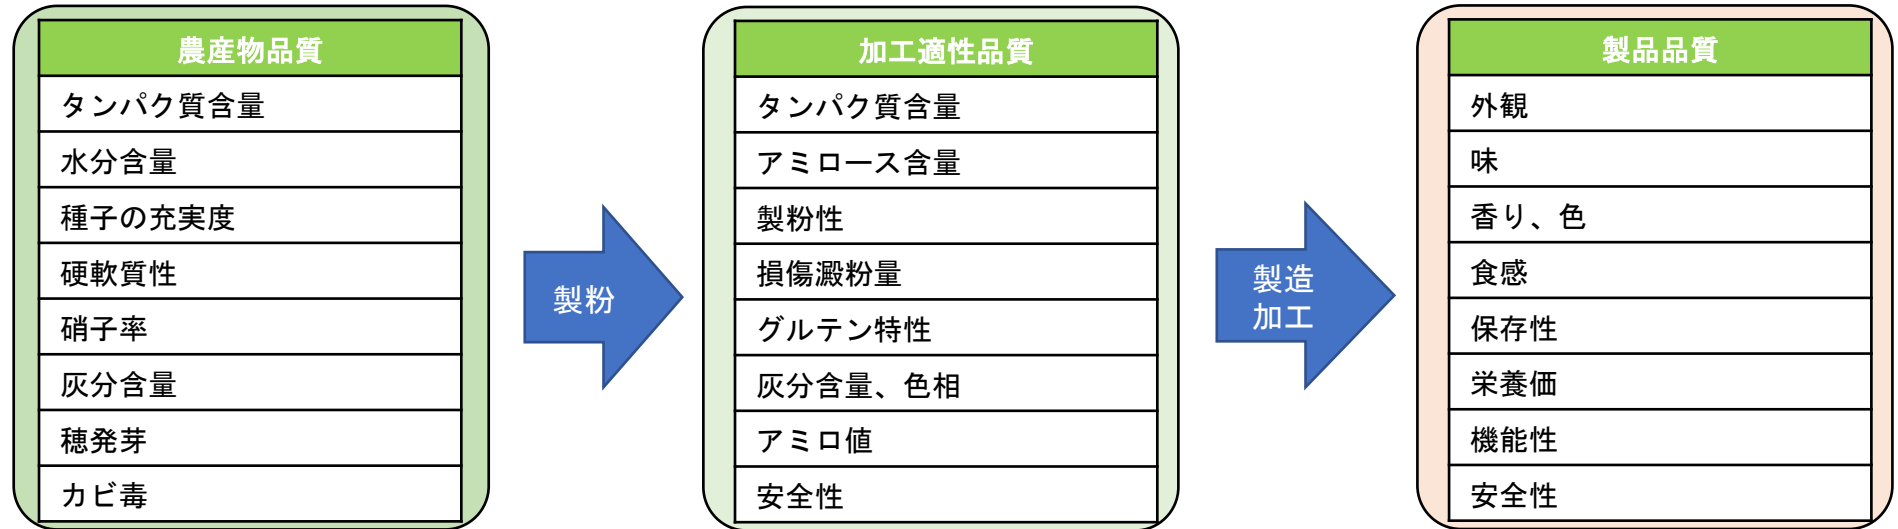 農産物品質
タンパク質含量
水分含量
種子の充実度
硬軟質性
硝子率
灰分含量
穂発芽
カビ毒
製粉
加工適性品質
タンパク質含量
アミロース含量
製粉性
損傷澱粉量
グルテン特性
灰分含量、色相
アミロ値
安全性
製造
加工
製品品質
外観
味
香り、色
食感
保存性
栄養価
機能性
安全性